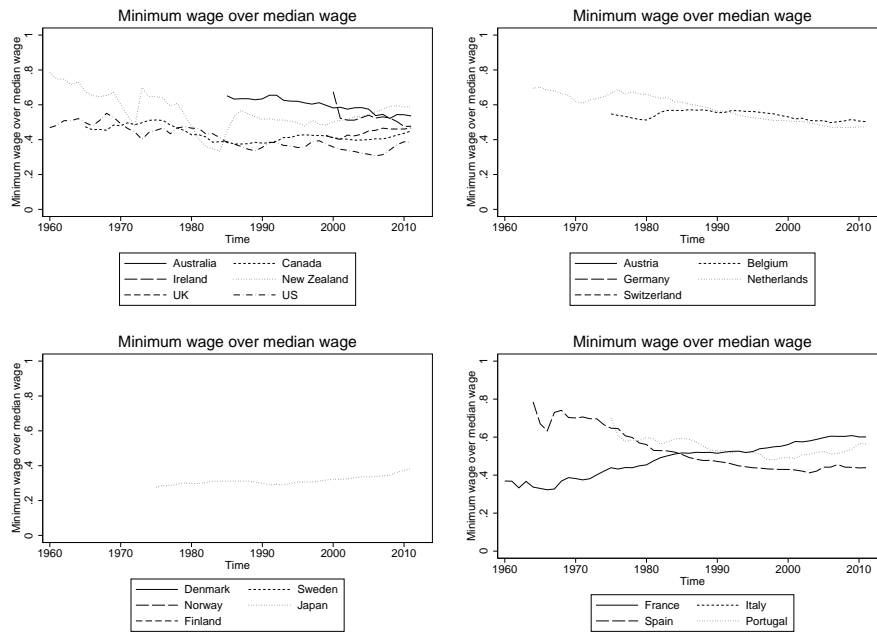 Minimum wage over median wage
Minimum wage over median wage
0 .2 .4 .6 .8 1
1960 1970 1980 1990 2000 2010
Time
Australia Canada
Ireland New Zealand
UK US
Minimum wage over median wage
Minimum wage over median wage
0 .2 .4 .6 .8 1
1960 1970 1980 1990 2000 2010
Time
Austria Belgium
Germany Netherlands
Switzerland
Minimum wage over median wage
Minimum wage over median wage
0 .2 .4 .6 .8 1
1960 1970 1980 1990 2000 2010
Time
Denmark Sweden
Norway Japan
Finland
Minimum wage over median wage
Minimum wage over median wage
0 .2 .4 .6 .8 1
1960 1970 1980 1990 2000 2010
Time
France Italy
Spain Portugal